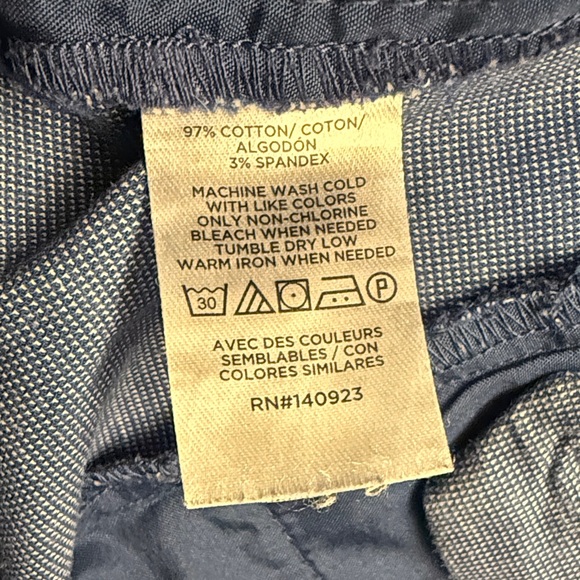 97% COTTON/ COTON/
ALGODÓN
3% SPANDEX
MACHINE WASH COLD
WITH LIKE COLORS
ONLY NON-CHLORINE
BLEACH WHEN NEEDED
TUMBLE DRY LOW
WARM IRON WHEN NEEDED
30 P
AVEC DES COULEURS
SEMBLABLES / CON
COLORES SIMILARES
RN#140923